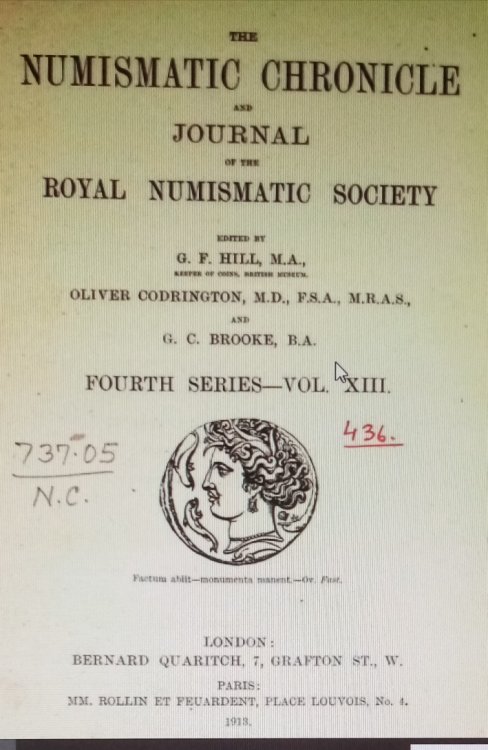 THE
NUMISMATIC CHRONICLE
AND
JOURNAL
OF THE
ROYAL NUMISMATIC SOCIETY
EDITED BY
G. F. HILL, M.A.,
KEEPER OF COINS, BRITISH MUSEUM.
OLIVER CODRINGTON, M.D., F.S.A., M.R.A.S.,
AND
G. C. BROOKE, B.A.
FOURTH SERIES—VOL. XIII.
436.
737.05
N.C.
Factum abiit—monumenta manent.—Ov. Fast.
LONDON:
BERNARD QUARITCH, 7, GRAFTON ST., W.
PARIS:
MM. ROLLIN ET FEUARDENT, PLACE LOUVOIS, No. 4.
1913.